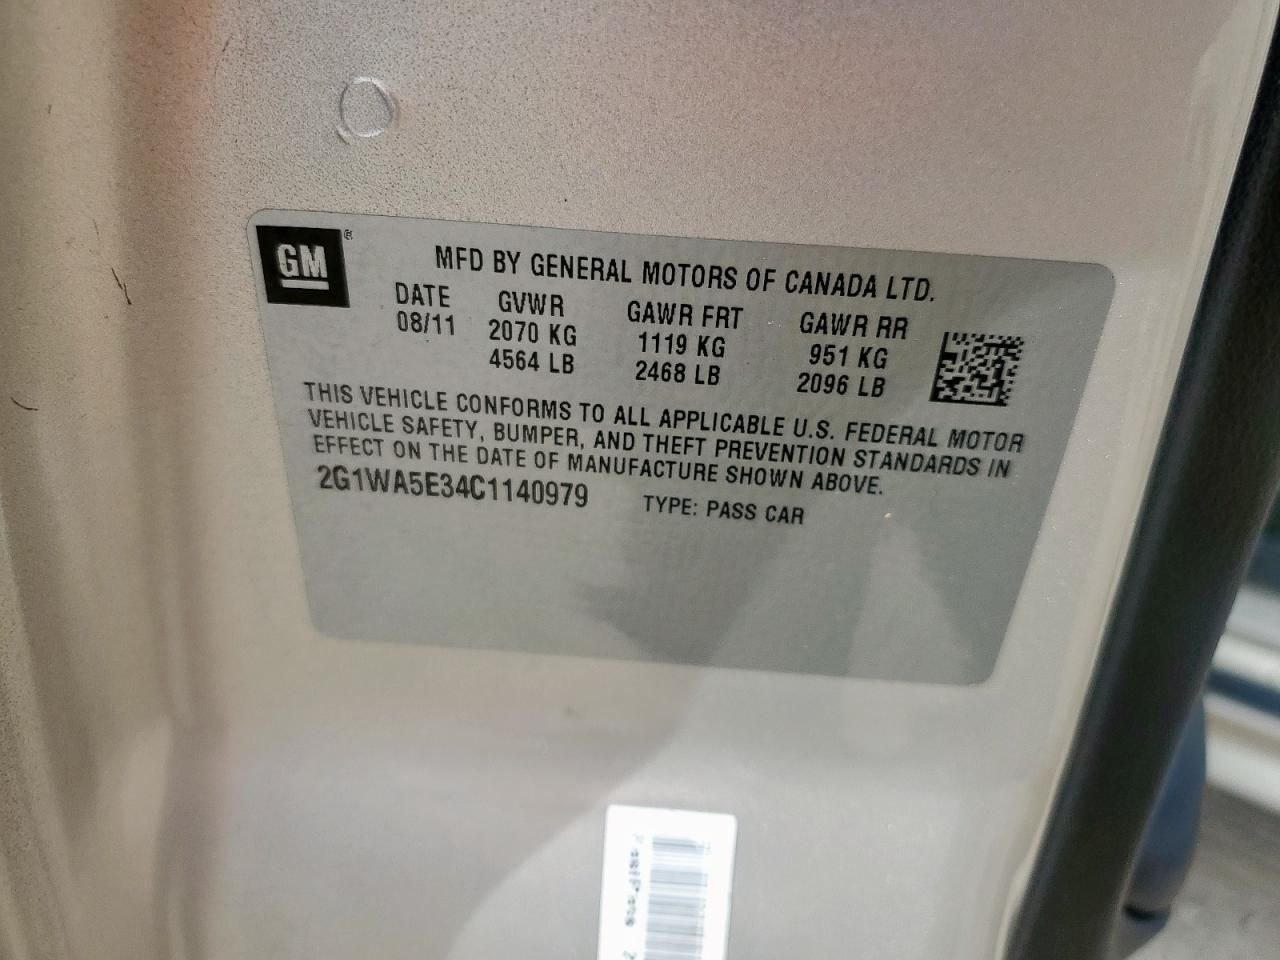 GM ®
MFD BY GENERAL MOTORS OF CANADA LTD.
DATE GVWR GAWR FRT GAWR RR
08/11 2070 KG 1119 KG 951 KG
4564 LB 2468 LB 2096 LB
THIS VEHICLE CONFORMS TO ALL APPLICABLE U.S. FEDERAL MOTOR
VEHICLE SAFETY, BUMPER, AND THEFT PREVENTION STANDARDS IN
EFFECT ON THE DATE OF MANUFACTURE SHOWN ABOVE.
2G1WA5E34C1140979 TYPE: PASS CAR